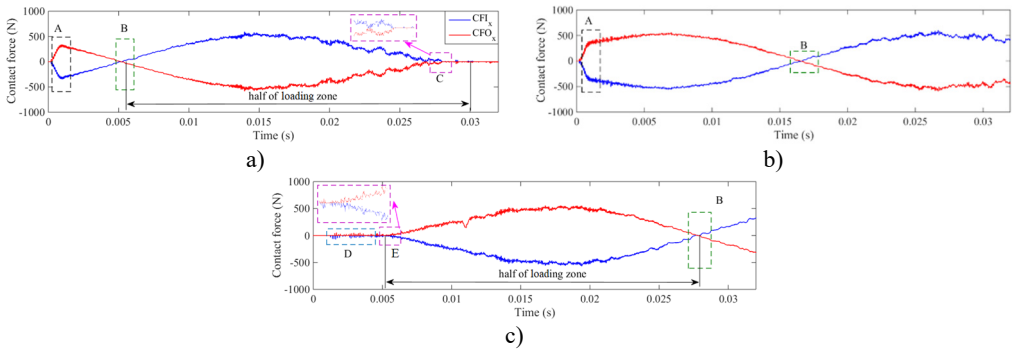 1000
500
0
-500
-1000
Contact force (N)
A
B
C
CFIx
CFOx
half of loading zone
0 0.005 0.01 0.015 0.02 0.025 0.03
Time (s)
a)
1000
500
0
-500
-1000
Contact force (N)
A
B
0 0.005 0.01 0.015 0.02 0.025 0.03
Time (s)
b)
1000
500
0
-500
-1000
Contact force (N)
B
D
E
half of loading zone
0 0.005 0.01 0.015 0.02 0.025 0.03
Time (s)
c)